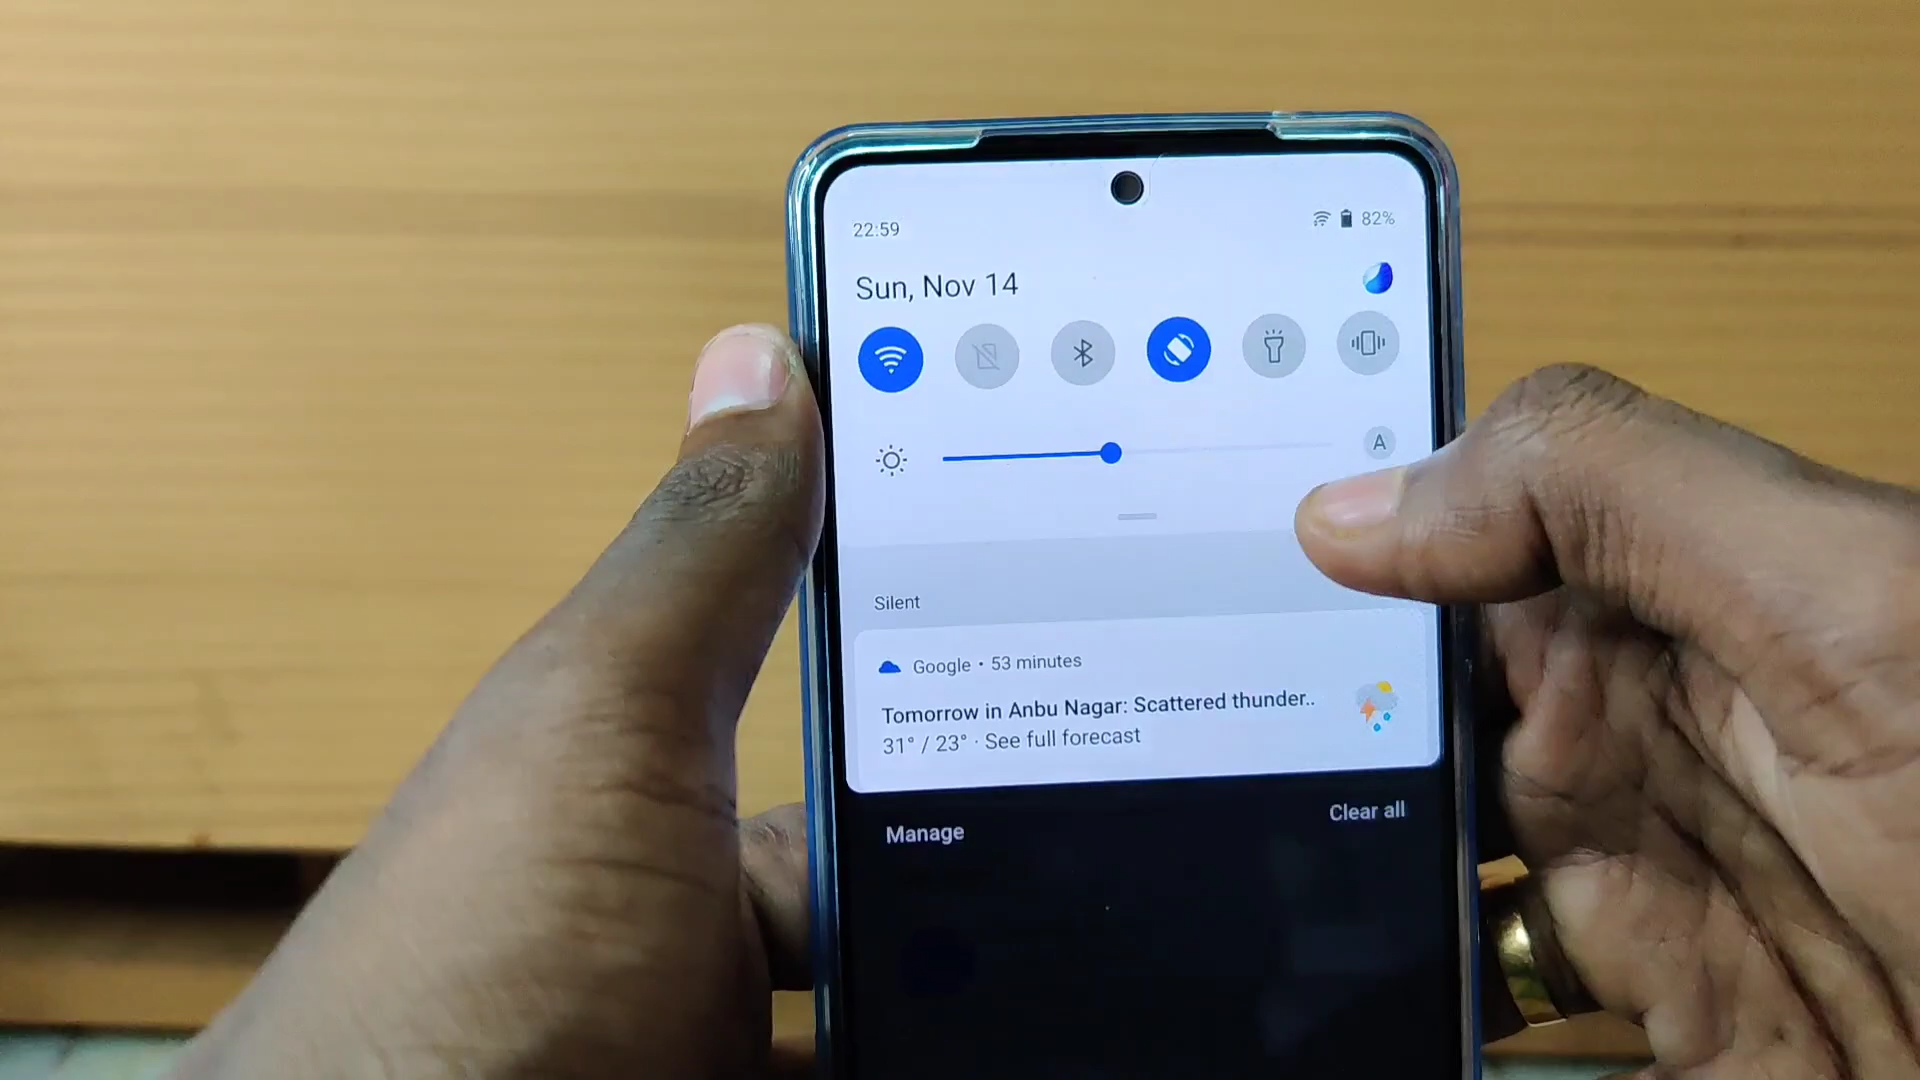 22:59
82%
Sun, Nov 14
A
Silent
Google • 53 minutes
Tomorrow in Anbu Nagar: Scattered thunder..
31° / 23° · See full forecast
Manage
Clear all